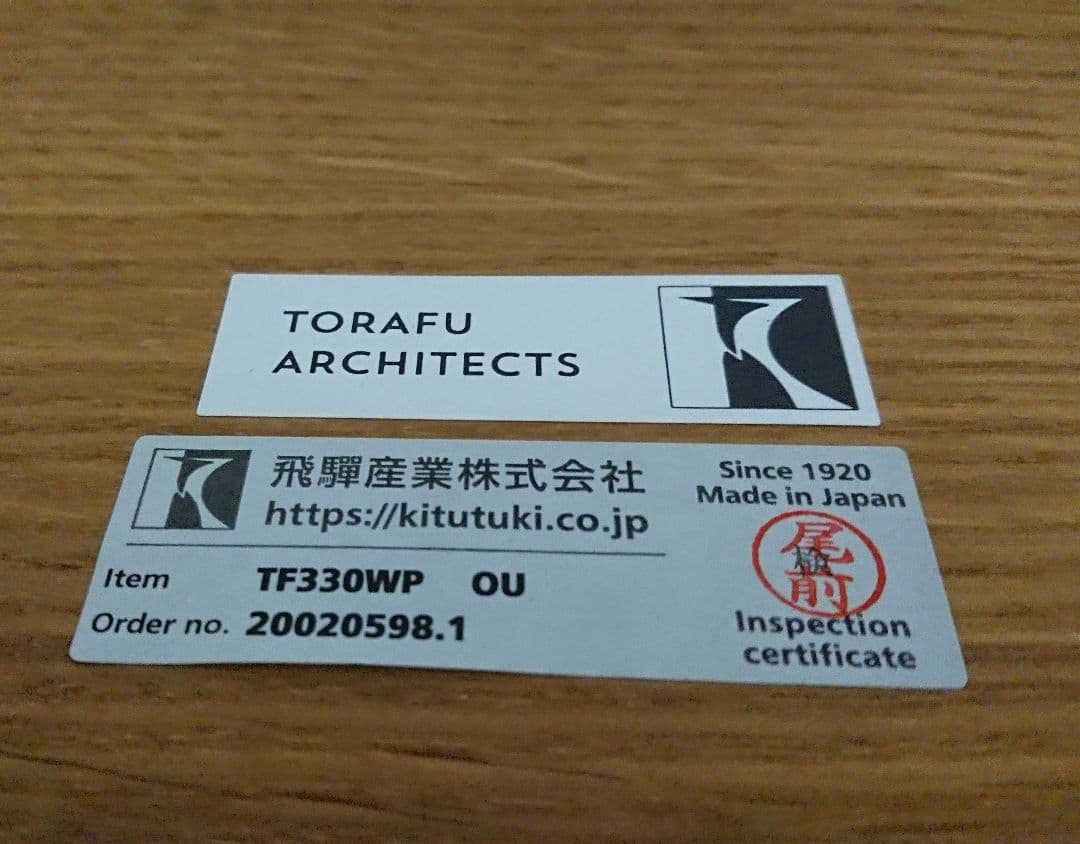 TORAFU
ARCHITECTS
飛驒産業株式会社
https://kitutuki.co.jp
Item TF330WP OU
Order no. 20020598.1
Since 1920
Made in Japan
尾
検
前
Inspection
certificate